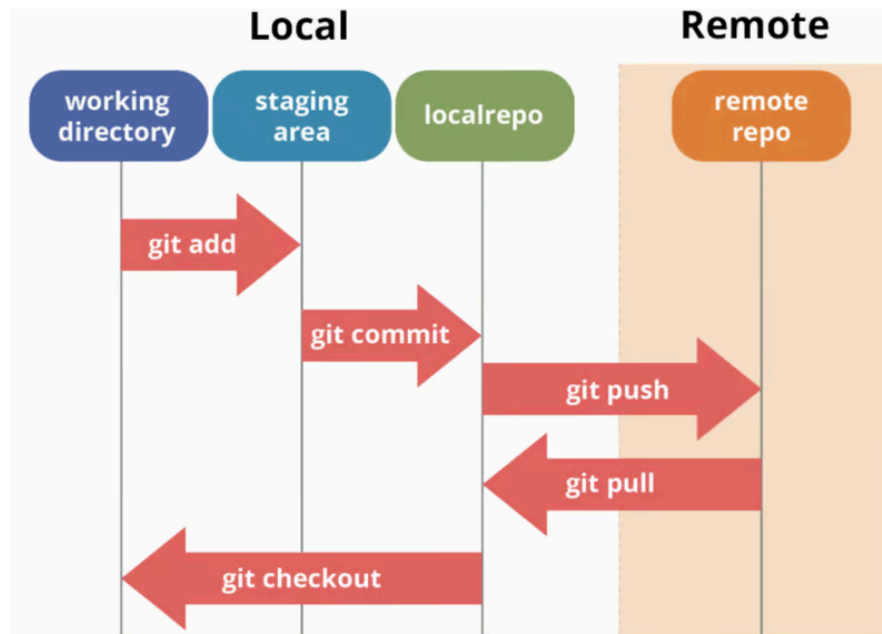 Local
Remote
working
directory
staging
area
localrepo
remote
repo
git add
git commit
git push
git pull
git checkout